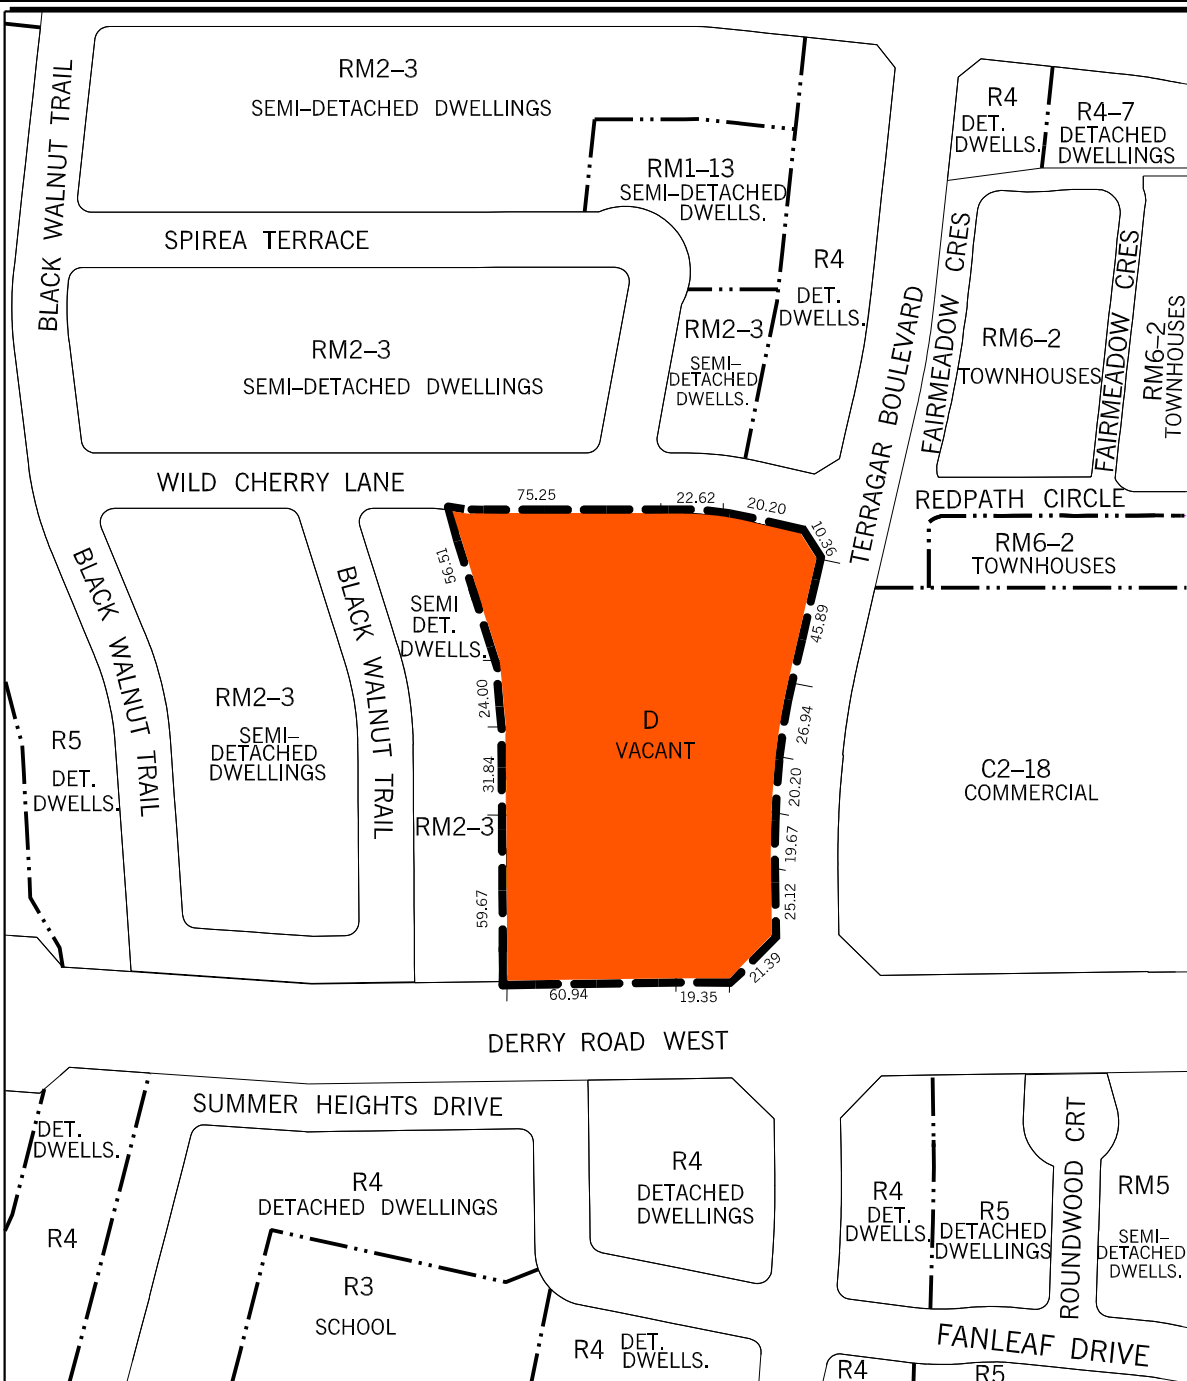 RM2–3
SEMI–DETACHED DWELLINGS
BLACK WALNUT TRAIL
R4
DET.
DWELLS.
R4–7
DETACHED
DWELLINGS
RM1–13
SEMI–DETACHED
DWELLS.
SPIREA TERRACE
R4
DET.
DWELLS.
FAIRMEADOW CRES
FAIRMEADOW CRES
RM6–2
TOWNHOUSES
RM6–2
TOWNHOUSES
RM2–3
SEMI–DETACHED DWELLINGS
RM2–3
SEMI–
DETACHED
DWELLS.
TERRAGAR BOULEVARD
WILD CHERRY LANE
REDPATH CIRCLE
75.25
22.62
20.20
10.36
RM6–2
TOWNHOUSES
BLACK WALNUT TRAIL
BLACK WALNUT TRAIL
56.51
SEMI
DET.
DWELLS.
45.89
24.00
RM2–3
SEMI–
DETACHED
DWELLINGS
R5
DET.
DWELLS.
D
VACANT
26.94
31.84
20.20
C2–18
COMMERCIAL
RM2–3
19.67
59.67
25.12
21.39
60.94
19.35
DERRY ROAD WEST
SUMMER HEIGHTS DRIVE
DET.
DWELLS.
R4
R4
DETACHED DWELLINGS
R4
DETACHED
DWELLINGS
R4
DET.
DWELLS.
R5
DETACHED
DWELLINGS
ROUNDWOOD CRT
RM5
SEMI–
DETACHED
DWELLS.
R3
SCHOOL
R4 DET.
DWELLS.
FANLEAF DRIVE
R4
R5